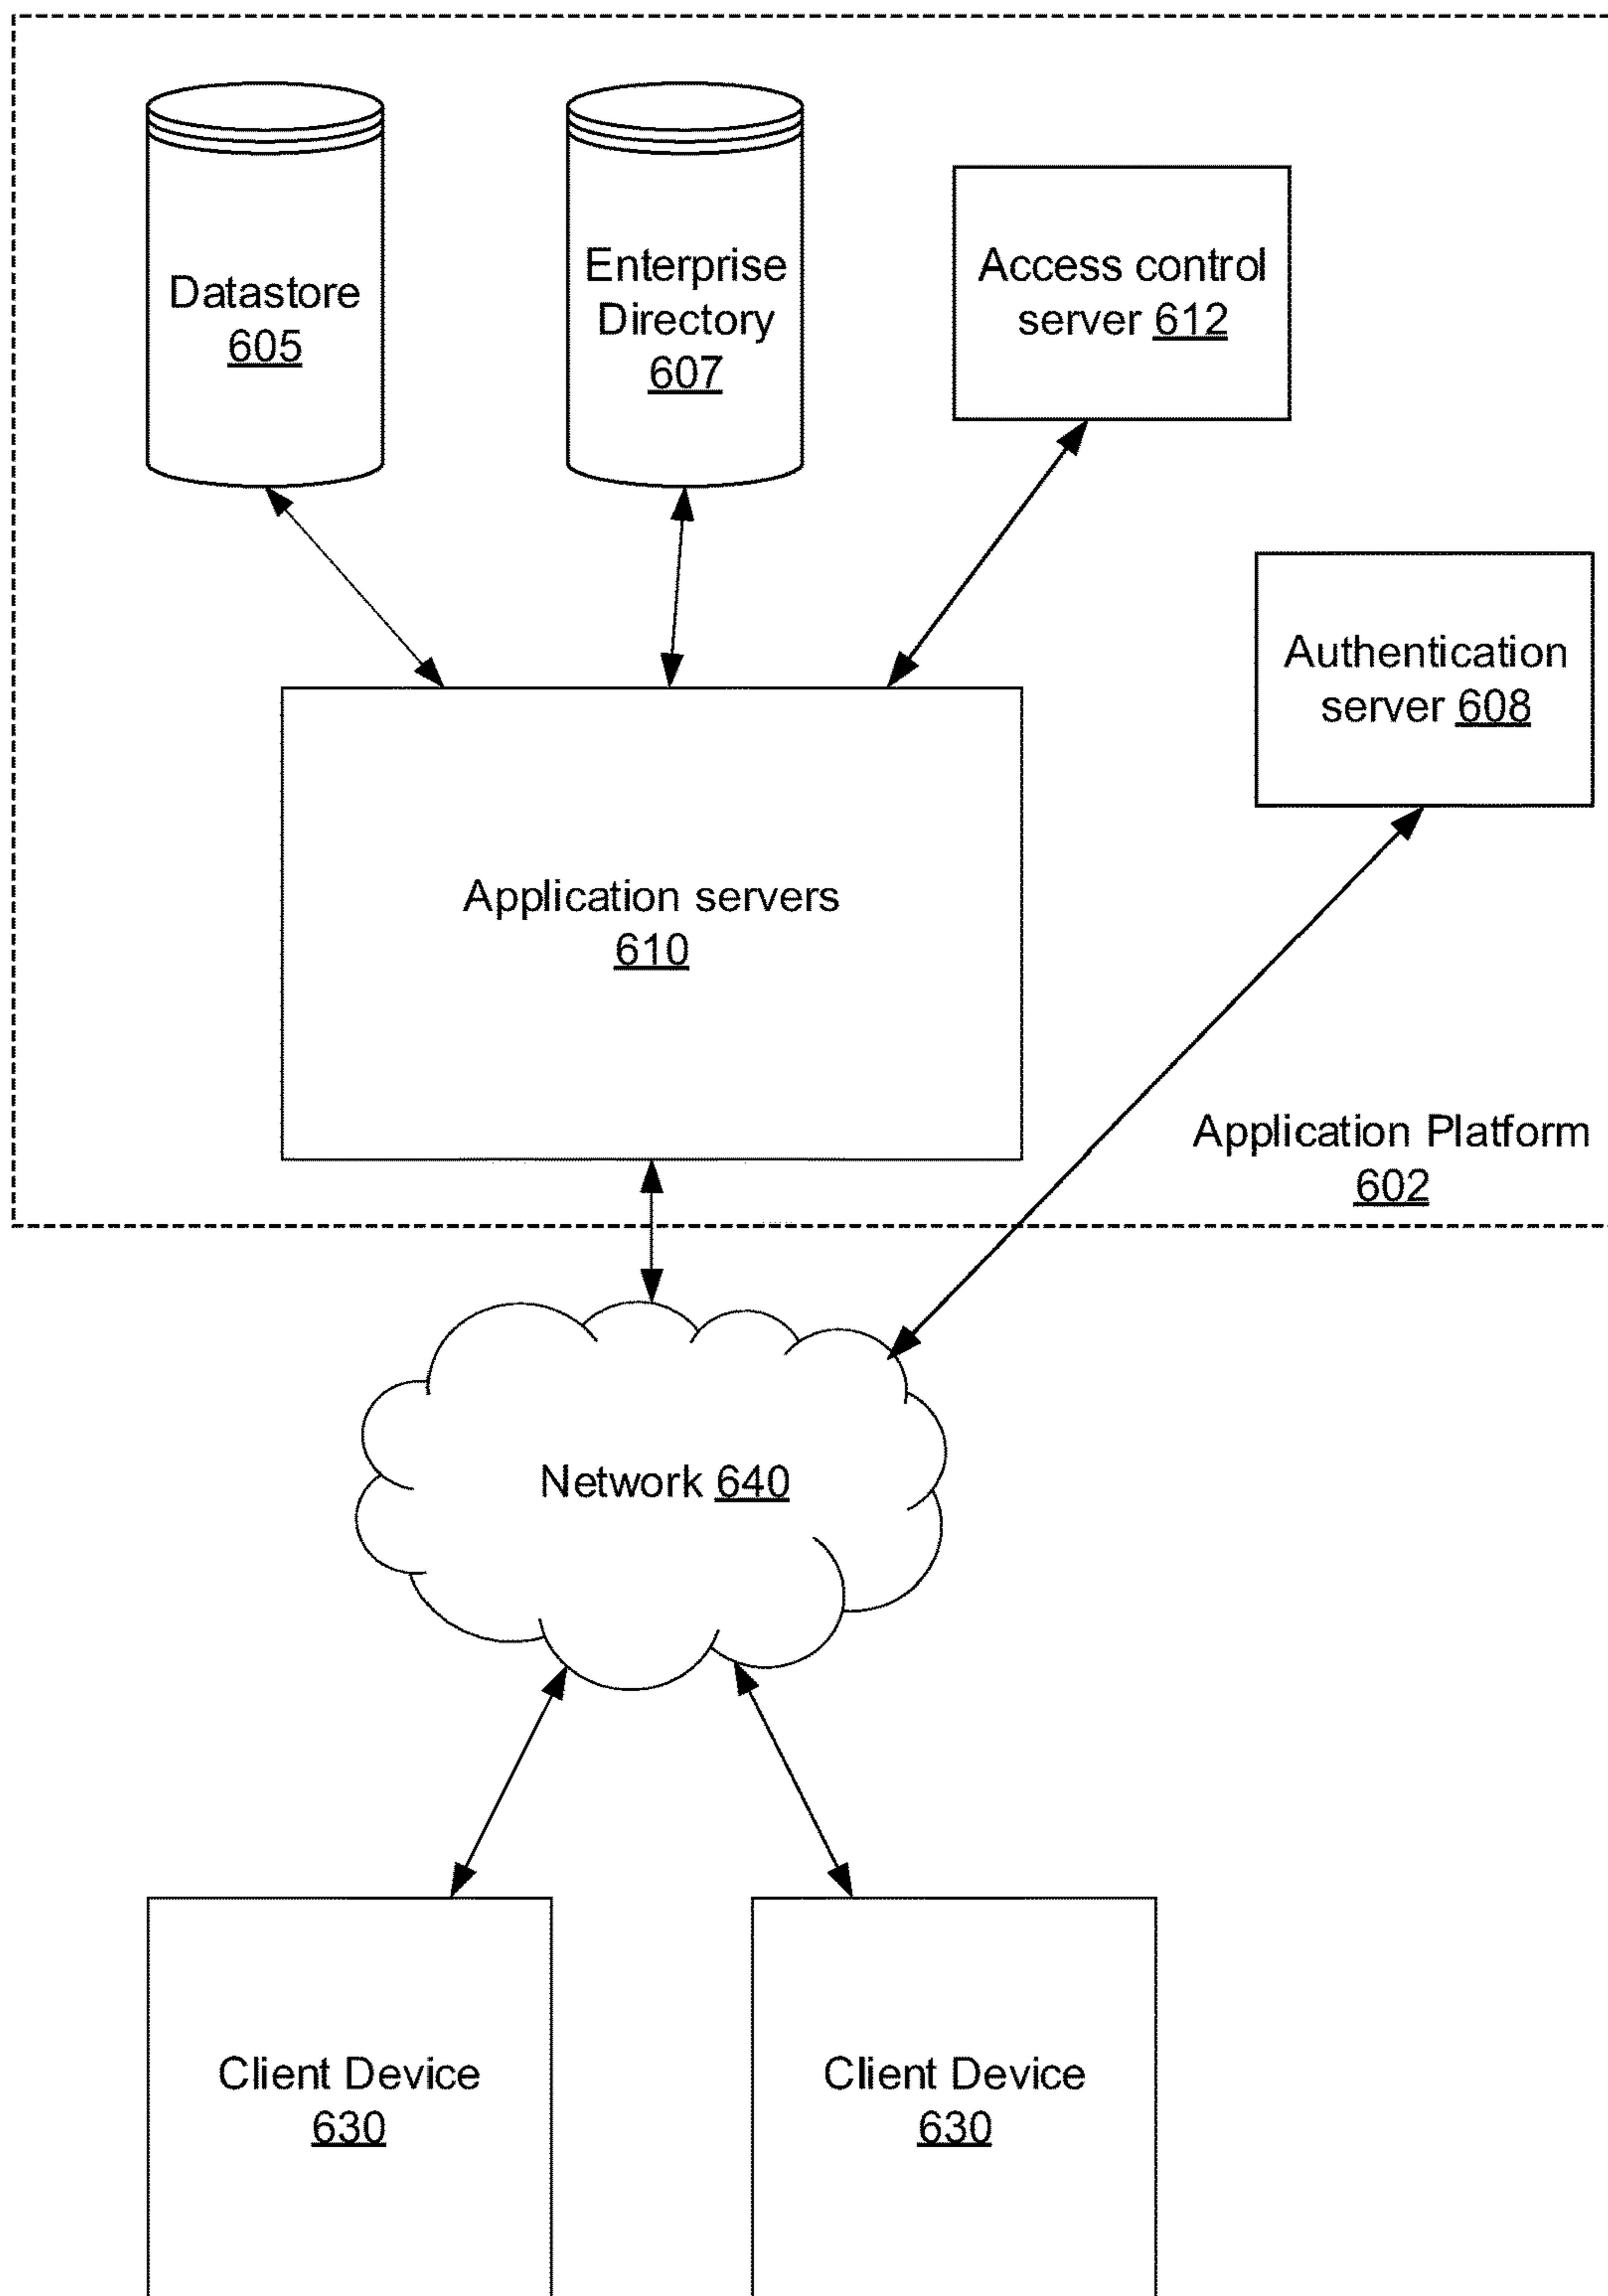 Datastore
605
Enterprise
Directory
607
Access control
server 612
Authentication
server 608
Application servers
610
Application Platform
602
Network 640
Client Device
630
Client Device
630